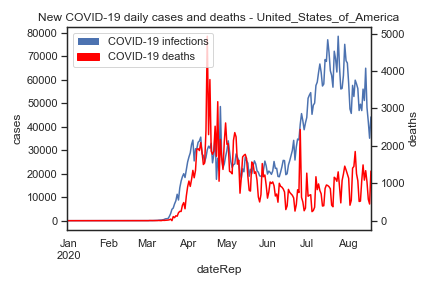 New COVID-19 daily cases and deaths - United_States_of_America
COVID-19 infections
COVID-19 deaths
80000
70000
60000
50000
40000
30000
20000
10000
0
cases
5000
4000
3000
2000
1000
0
deaths
Jan Feb Mar Apr May Jun Jul Aug
2020
dateRep